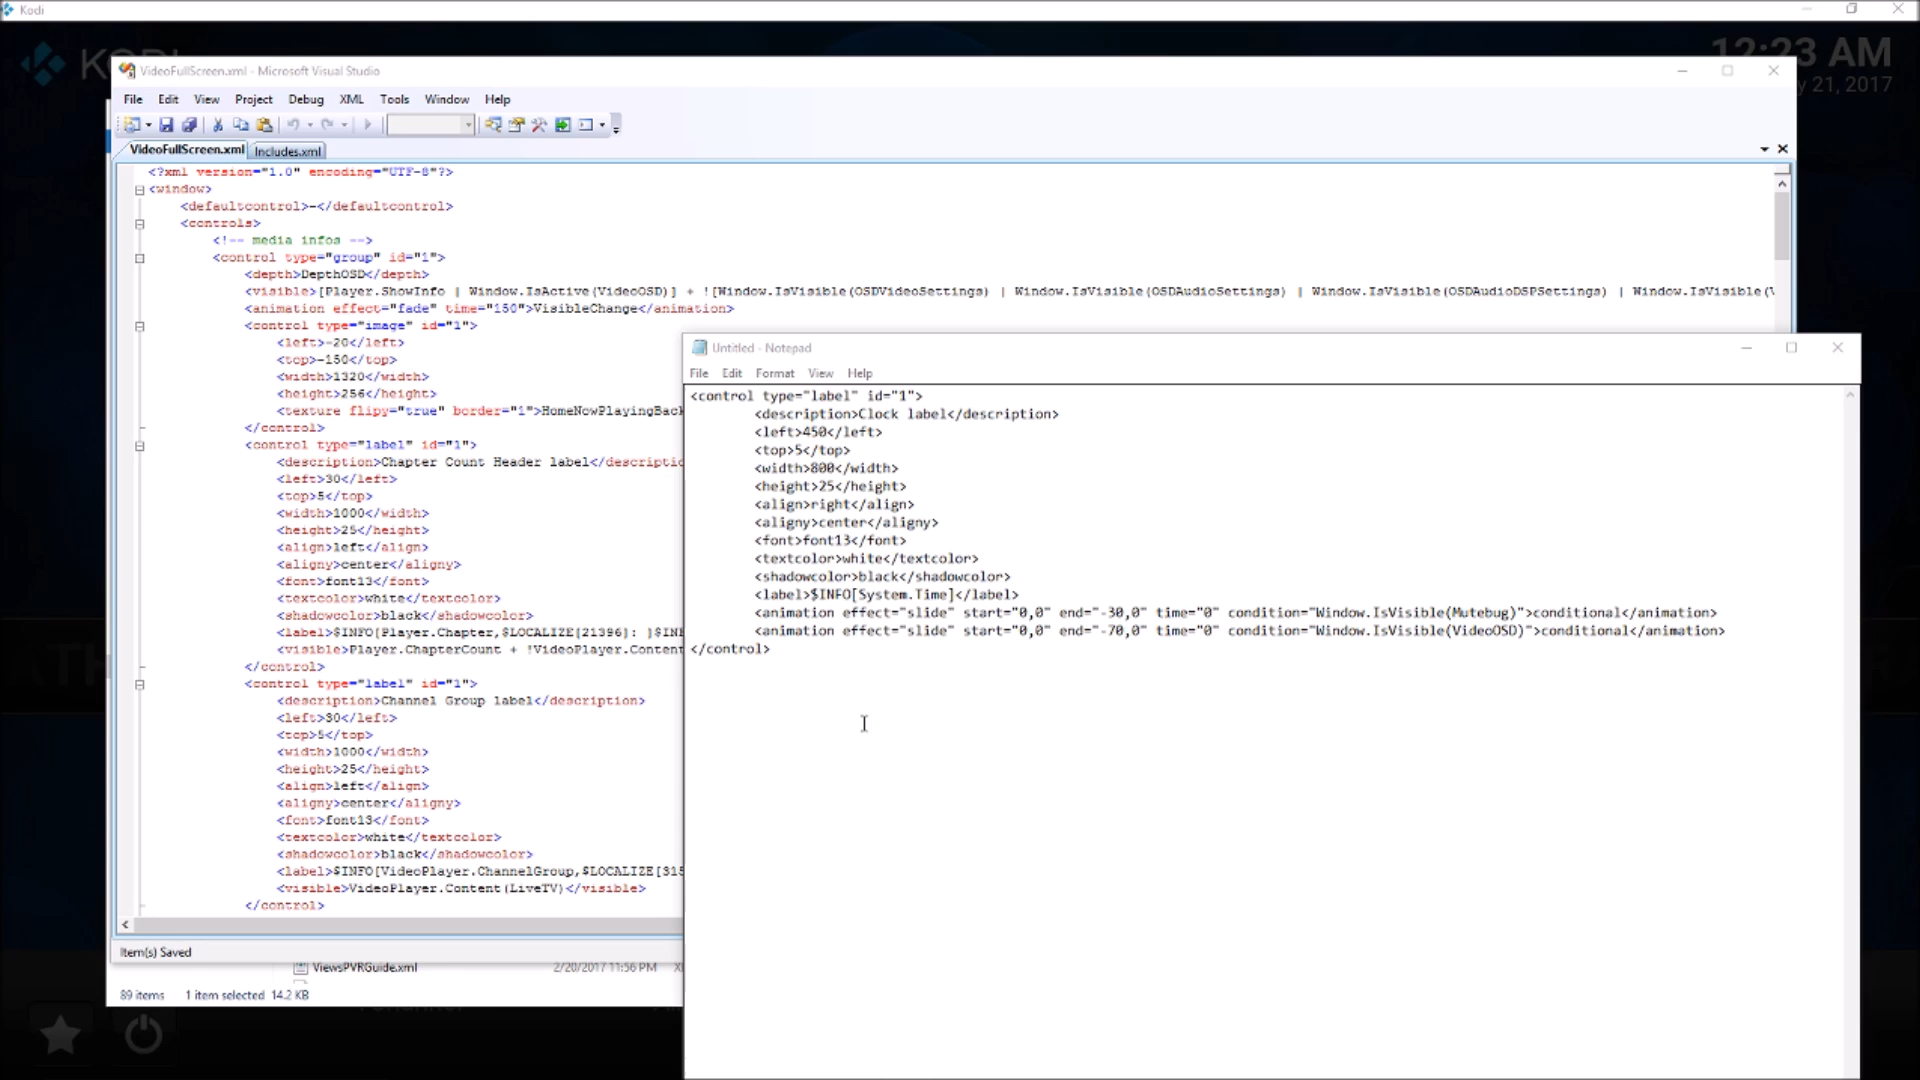 Kodi
12:23 AM
y 21, 2017
VideoFullScreen.xml - Microsoft Visual Studio
File Edit View Project Debug XML Tools Window Help
VideoFullScreen.xml Includes.xml
<?xml version="1.0" encoding="UTF-8"?>
<window>
<defaultcontrol>-</defaultcontrol>
<controls>
<!-- media infos -->
<control type="group" id="1">
<depth>DepthOSD</depth>
<visible>[Player.ShowInfo | Window.IsActive(VideoOSD)] + ![Window.IsVisible(OSDVideoSettings) | Window.IsVisible(OSDAudioSettings) | Window.IsVisible(OSDAudioDSPSettings) | Window.IsVisible(
<animation effect="fade" time="150">VisibleChange</animation>
<control type="image" id="1">
<left>-20</left>
<top>-150</top>
<width>1320</width>
<height>256</height>
<texture flipy="true" border="1">HomeNowPlayingBack
</control>
<control type="label" id="1">
<description>Chapter Count Header label</descriptio
<left>30</left>
<top>5</top>
<width>1000</width>
<height>25</height>
<align>left</align>
<aligny>center</aligny>
<font>font13</font>
<textcolor>white</textcolor>
<shadowcolor>black</shadowcolor>
<label>$INFO[Player.Chapter,$LOCALIZE[21396]: ]$INF
<visible>Player.ChapterCount + !VideoPlayer.Content
</control>
<control type="label" id="1">
<description>Channel Group label</description>
<left>30</left>
<top>5</top>
<width>1000</width>
<height>25</height>
<align>left</align>
<aligny>center</aligny>
<font>font13</font>
<textcolor>white</textcolor>
<shadowcolor>black</shadowcolor>
<label>$INFO[VideoPlayer.ChannelGroup,$LOCALIZE[315
<visible>VideoPlayer.Content(LiveTV)</visible>
</control>
Item(s) Saved
ViewsPVRGuide.xml 2/20/2017 11:56 PM
89 items 1 item selected 14.2 KB
Untitled - Notepad
File Edit Format View Help
<control type="label" id="1">
<description>Clock label</description>
<left>450</left>
<top>5</top>
<width>800</width>
<height>25</height>
<align>right</align>
<aligny>center</aligny>
<font>font13</font>
<textcolor>white</textcolor>
<shadowcolor>black</shadowcolor>
<label>$INFO[System.Time]</label>
<animation effect="slide" start="0,0" end="-30,0" time="0" condition="Window.IsVisible(Mutebug)">conditional</animation>
<animation effect="slide" start="0,0" end="-70,0" time="0" condition="Window.IsVisible(VideoOSD)">conditional</animation>
</control>